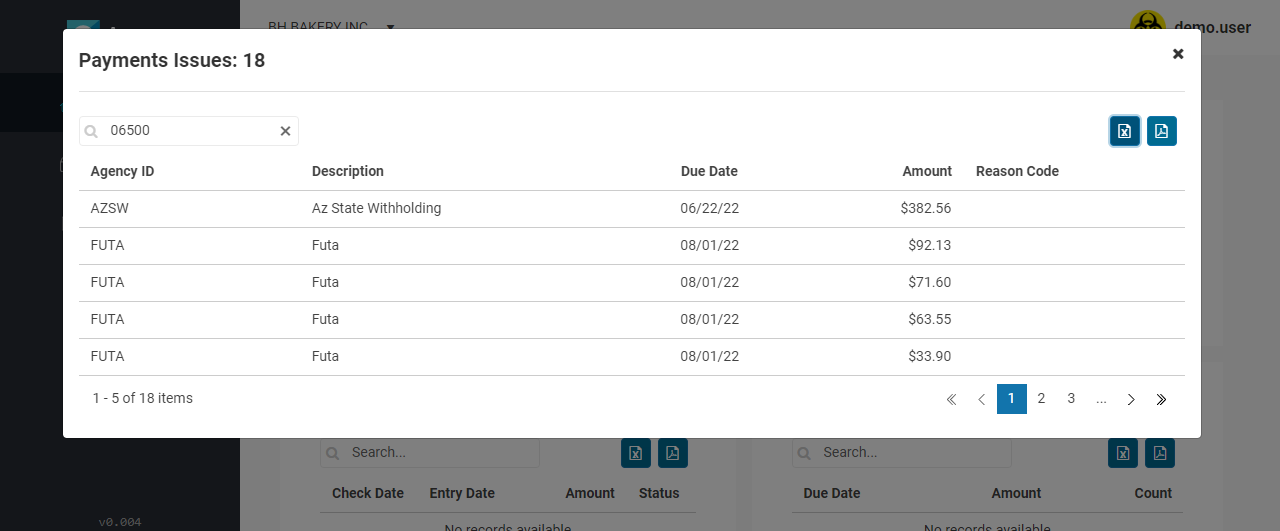 BH BAKERY INC
demo.user
Payments Issues: 18
06500
Agency ID Description Due Date Amount Reason Code
AZSW Az State Withholding 06/22/22 $382.56
FUTA Futa 08/01/22 $92.13
FUTA Futa 08/01/22 $71.60
FUTA Futa 08/01/22 $63.55
FUTA Futa 08/01/22 $33.90
1 - 5 of 18 items 1 2 3 ...
Search... Search...
Check Date Entry Date Amount Status Due Date Amount Count
No records available No records available
v0.004